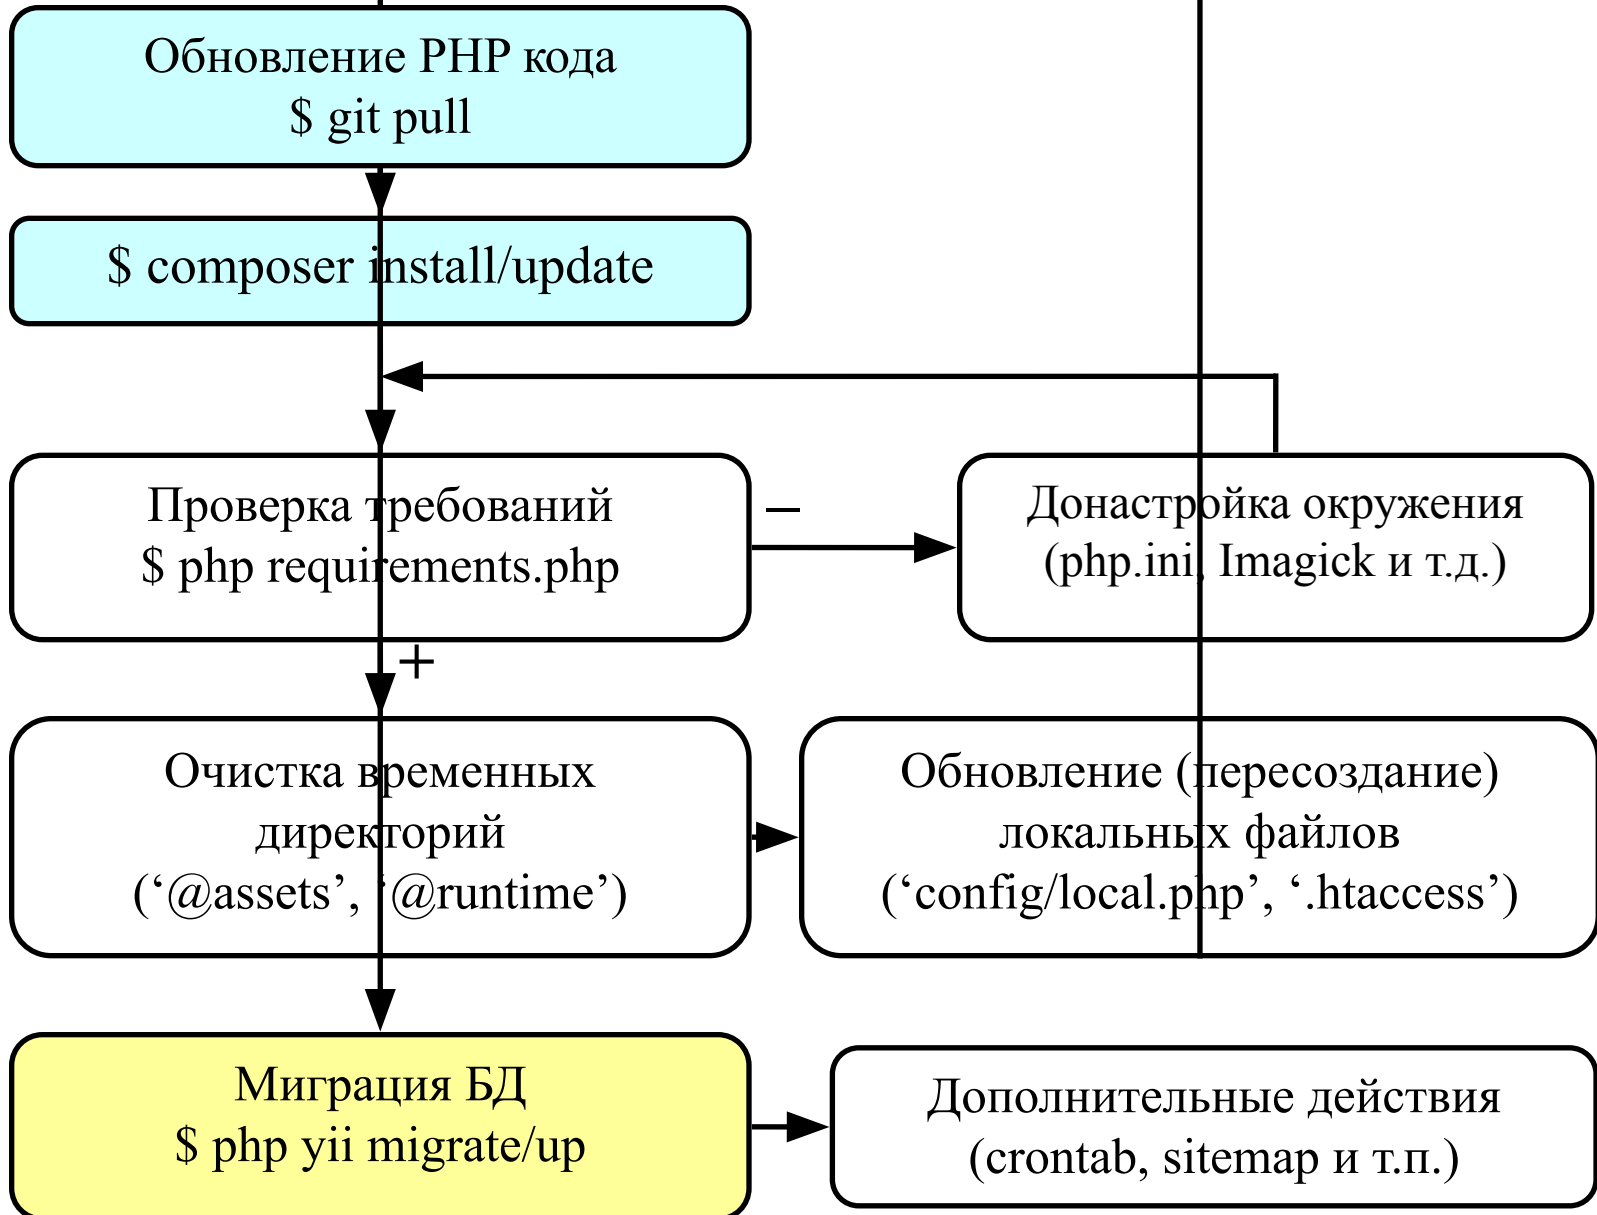 Обновление PHP кода
$ git pull
$ composer install/update
Проверка требований
$ php requirements.php
–
Донастройка окружения
(php.ini, Imagick и т.д.)
+
Очистка временных
директорий
(‘@assets’, ‘@runtime’)
Обновление (пересоздание)
локальных файлов
(‘config/local.php’, ‘.htaccess’)
Миграция БД
$ php yii migrate/up
Дополнительные действия
(crontab, sitemap и т.п.)